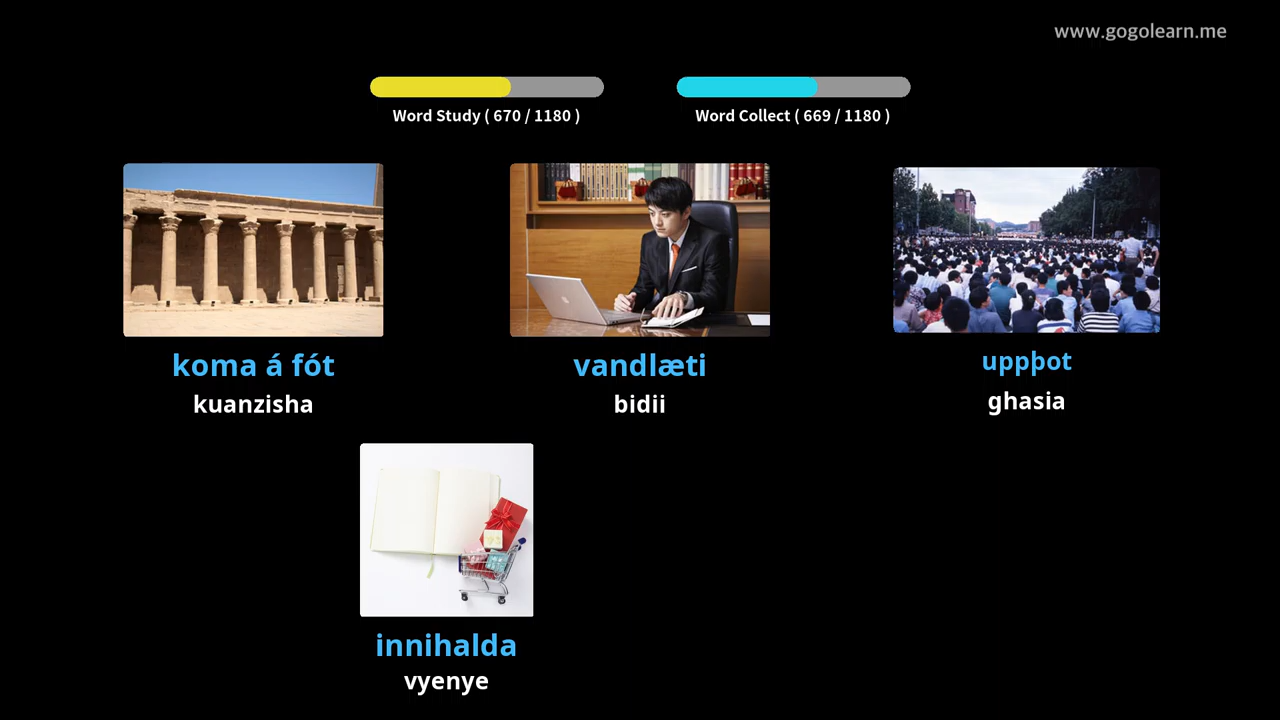 www.gogolearn.me
Word Study ( 670 / 1180 )
Word Collect ( 669 / 1180 )
koma á fót
kuanzisha
vandlæti
bidii
uppþot
ghasia
innihalda
vyenye